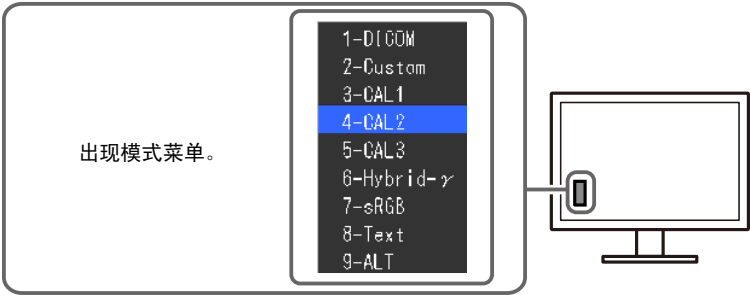 出现模式菜单。
1-DICOM
2-Custom
3-CAL1
4-CAL2
5-CAL3
6-Hybrid-γ
7-sRGB
8-Text
9-ALT